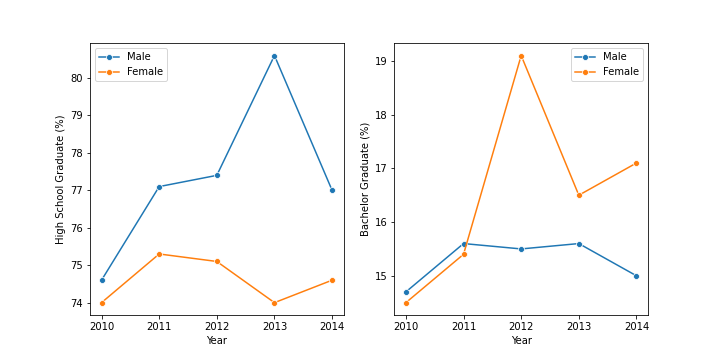 Male
Female
80
79
78
77
76
75
74
High School Graduate (%)
2010 2011 2012 2013 2014
Year
Male
Female
19
18
17
16
15
Bachelor Graduate (%)
2010 2011 2012 2013 2014
Year